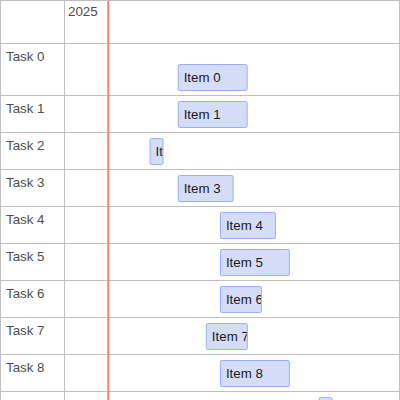 2025
Task 0
Item 0
Task 1
Item 1
Task 2
It
Task 3
Item 3
Task 4
Item 4
Task 5
Item 5
Task 6
Item 6
Task 7
Item 7
Task 8
Item 8